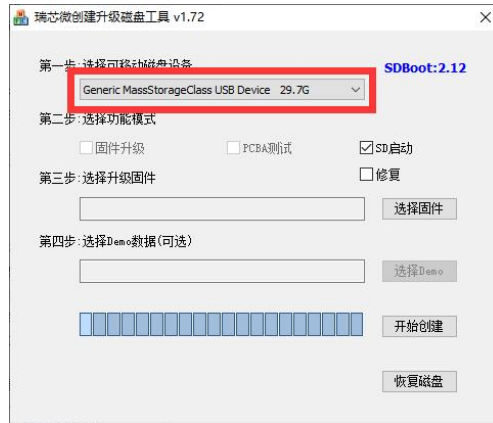 瑞芯微创建升级磁盘工具 v1.72
第一步:选择可移动磁盘设备
SDBoot:2.12
Generic MassStorageClass USB Device 29.7G
第二步:选择功能模式
固件升级 PCBA测试 SD启动
第三步:选择升级固件 修复
选择固件
第四步:选择Demo数据(可选)
选择Demo
开始创建
恢复磁盘